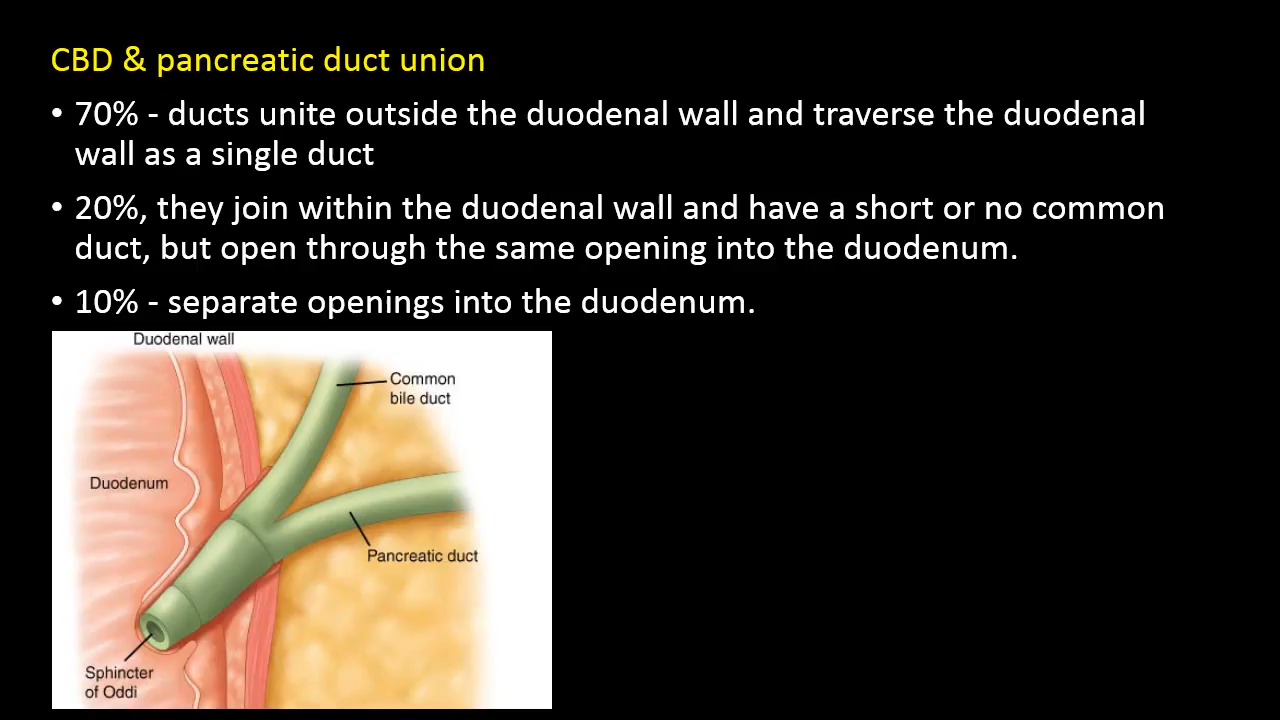 CBD & pancreatic duct union
• 70% - ducts unite outside the duodenal wall and traverse the duodenal
wall as a single duct
• 20%, they join within the duodenal wall and have a short or no common
duct, but open through the same opening into the duodenum.
• 10% - separate openings into the duodenum.
Duodenal wall
Common
bile duct
Duodenum
Pancreatic duct
Sphincter
of Oddi